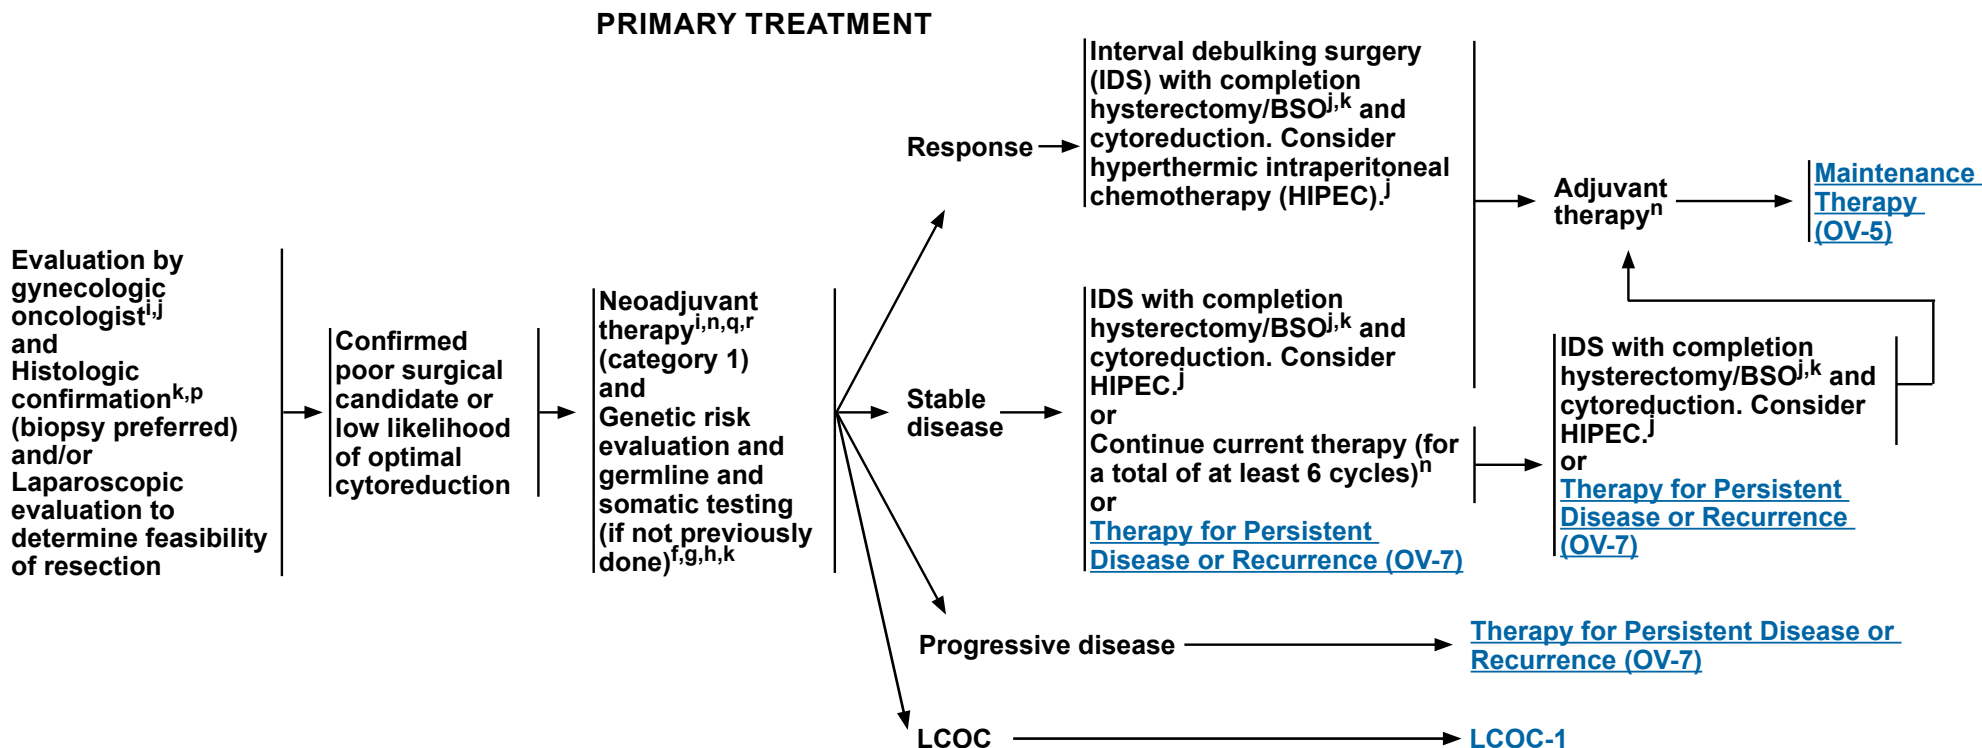 PRIMARY TREATMENT
Evaluation by
gynecologic
oncologisti,j
and
Histologic
confirmationk,p
(biopsy preferred)
and/or
Laparoscopic
evaluation to
determine feasibility
of resection
Confirmed
poor surgical
candidate or
low likelihood
of optimal
cytoreduction
Neoadjuvant
therapyi,n,q,r
(category 1)
and
Genetic risk
evaluation and
germline and
somatic testing
(if not previously
done)f,g,h,k
Response
Interval debulking surgery
(IDS) with completion
hysterectomy/BSOj,k and
cytoreduction. Consider
hyperthermic intraperitoneal
chemotherapy (HIPEC).j
Stable
disease
IDS with completion
hysterectomy/BSOj,k and
cytoreduction. Consider
HIPEC.j
or
Continue current therapy (for
a total of at least 6 cycles)n
or
Therapy for Persistent
Disease or Recurrence (OV-7)
IDS with completion
hysterectomy/BSOj,k and
cytoreduction. Consider
HIPEC.j
or
Therapy for Persistent
Disease or Recurrence
(OV-7)
Adjuvant
therapyn
Maintenance
Therapy
(OV-5)
Progressive disease
Therapy for Persistent Disease or
Recurrence (OV-7)
LCOC
LCOC-1